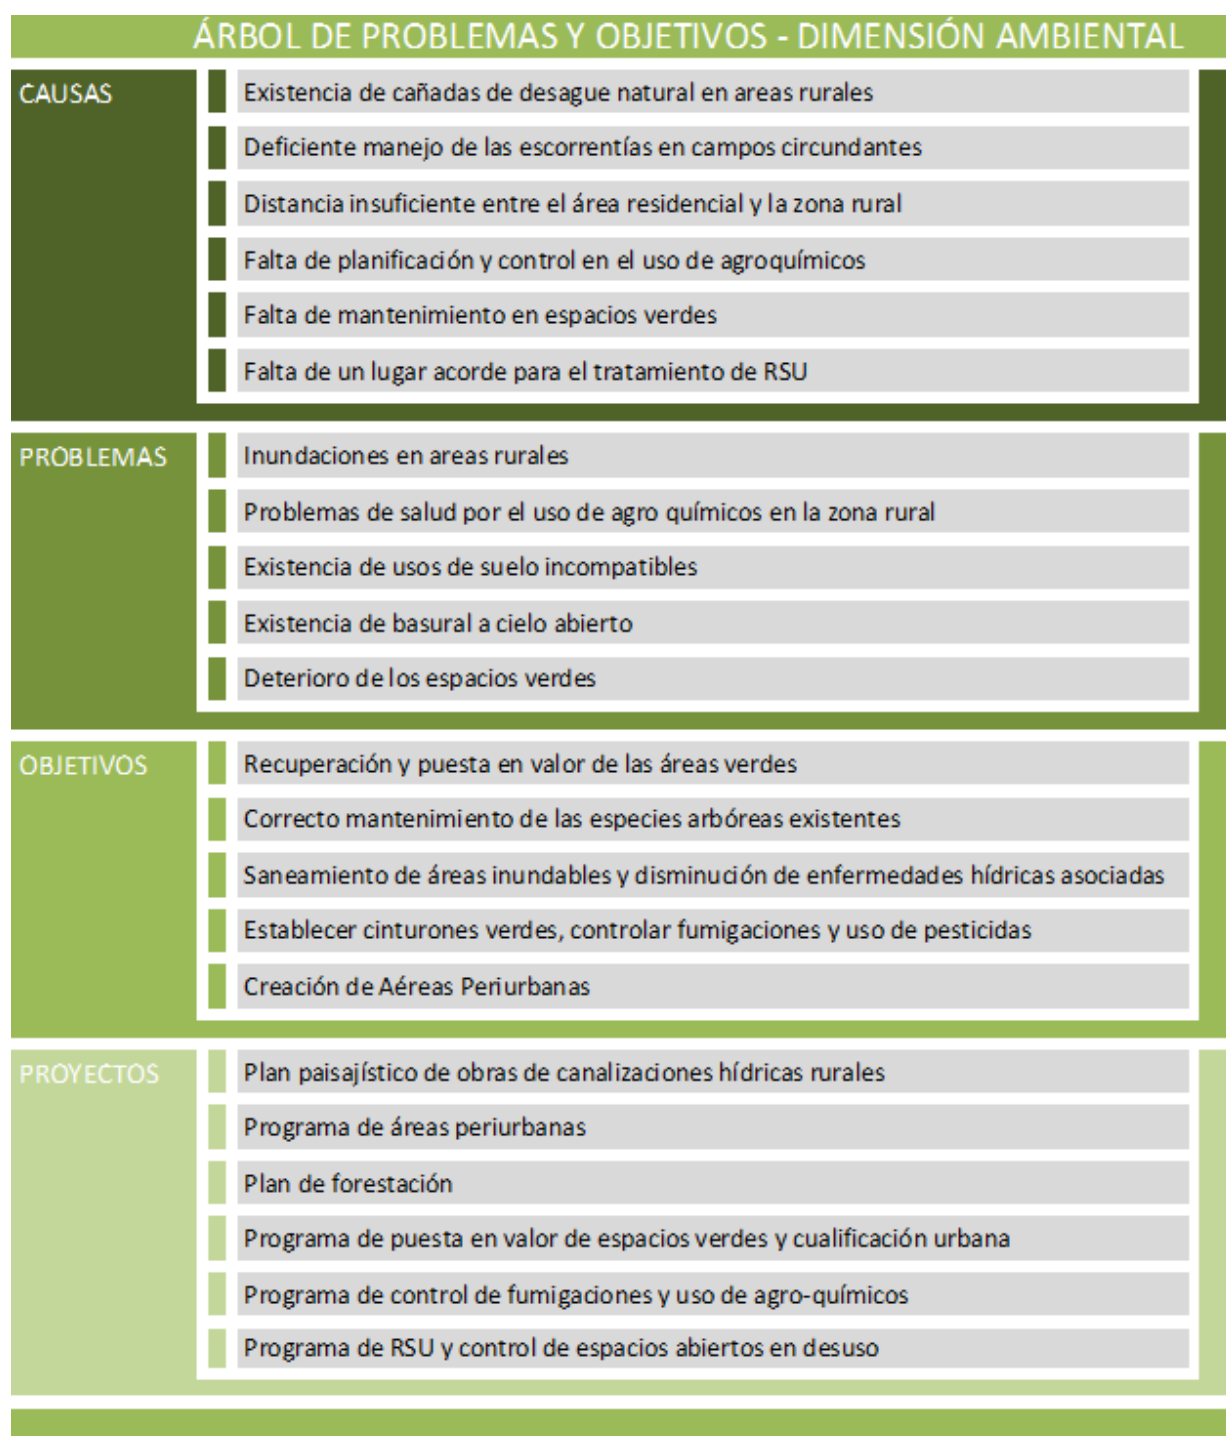 ÁRBOL DE PROBLEMAS Y OBJETIVOS - DIMENSIÓN AMBIENTAL
CAUSAS
Existencia de cañadas de desague natural en areas rurales
Deficiente manejo de las escorrentías en campos circundantes
Distancia insuficiente entre el área residencial y la zona rural
Falta de planificación y control en el uso de agroquímicos
Falta de mantenimiento en espacios verdes
Falta de un lugar acorde para el tratamiento de RSU
PROBLEMAS
Inundaciones en areas rurales
Problemas de salud por el uso de agro químicos en la zona rural
Existencia de usos de suelo incompatibles
Existencia de basural a cielo abierto
Deterioro de los espacios verdes
OBJETIVOS
Recuperación y puesta en valor de las áreas verdes
Correcto mantenimiento de las especies arbóreas existentes
Saneamiento de áreas inundables y disminución de enfermedades hídricas asociadas
Establecer cinturones verdes, controlar fumigaciones y uso de pesticidas
Creación de Aéreas Periurbanas
PROYECTOS
Plan paisajístico de obras de canalizaciones hídricas rurales
Programa de áreas periurbanas
Plan de forestación
Programa de puesta en valor de espacios verdes y cualificación urbana
Programa de control de fumigaciones y uso de agro-químicos
Programa de RSU y control de espacios abiertos en desuso